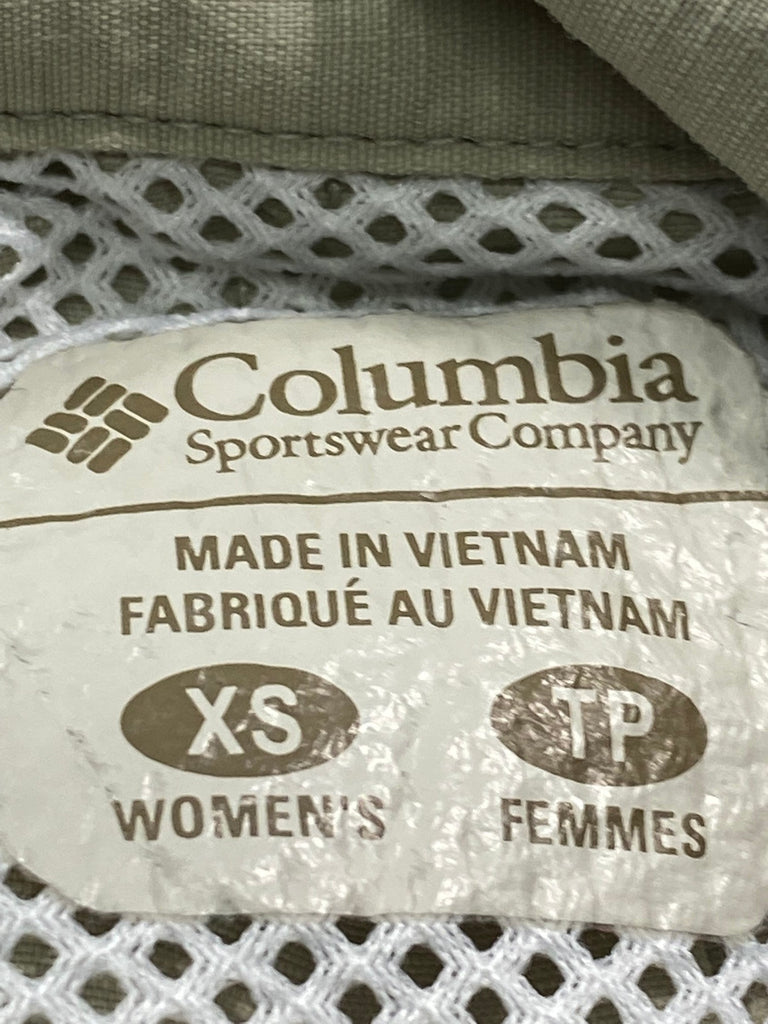 Columbia
Sportswear Company
MADE IN VIETNAM
FABRIQUÉ AU VIETNAM
XS TP
WOMEN'S FEMMES